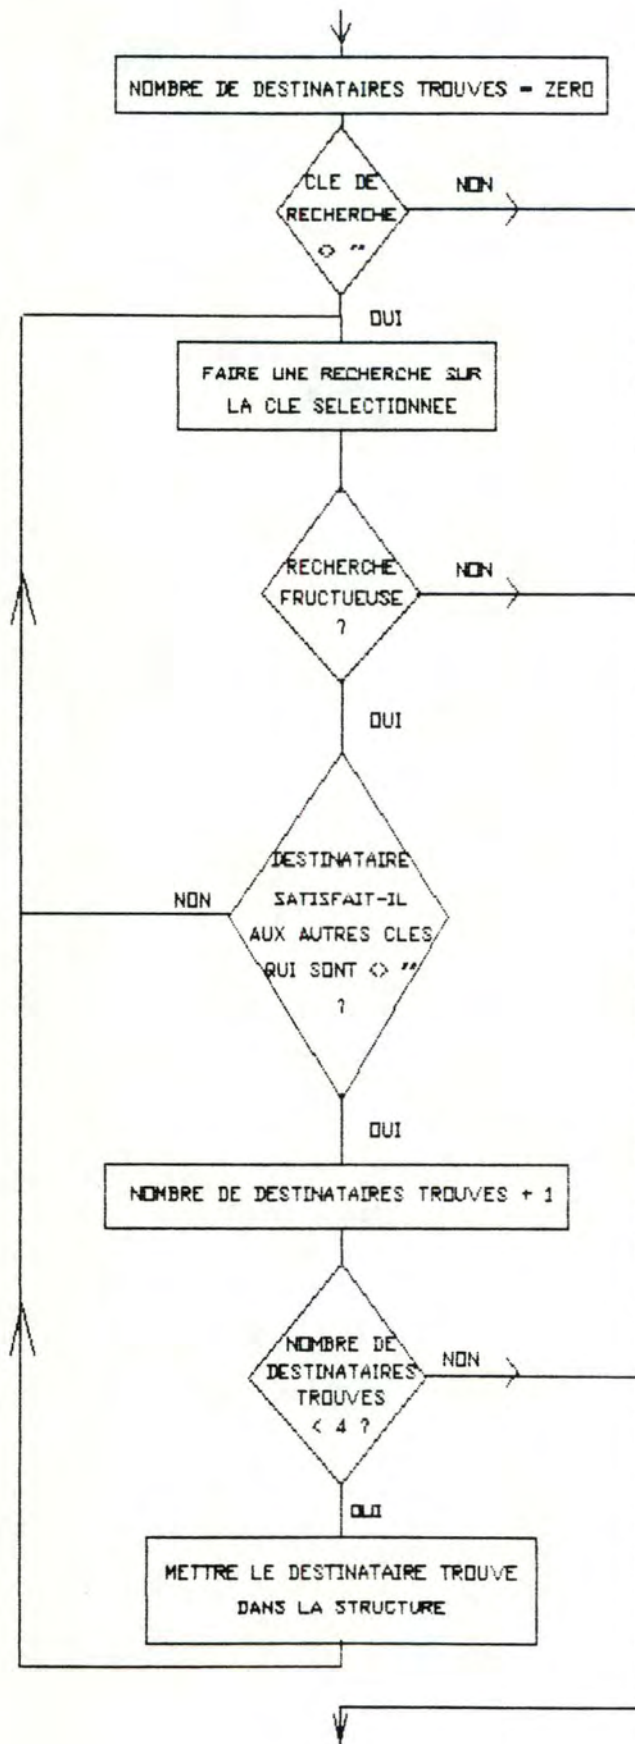 NOMBRE DE DESTINATAIRES TROUVES = ZERO
CLE DE
RECHERCHE
<> ''
NON
OUI
FAIRE UNE RECHERCHE SUR
LA CLE SELECTIONNEE
RECHERCHE
FRUCTUEUSE
?
NON
OUI
DESTINATAIRE
SATISFAIT-IL
AUX AUTRES CLES
QUI SONT <> ''
?
NON
OUI
NOMBRE DE DESTINATAIRES TROUVES + 1
NOMBRE DE
DESTINATAIRES
TROUVES
< 4 ?
NON
OUI
METTRE LE DESTINATAIRE TROUVE
DANS LA STRUCTURE